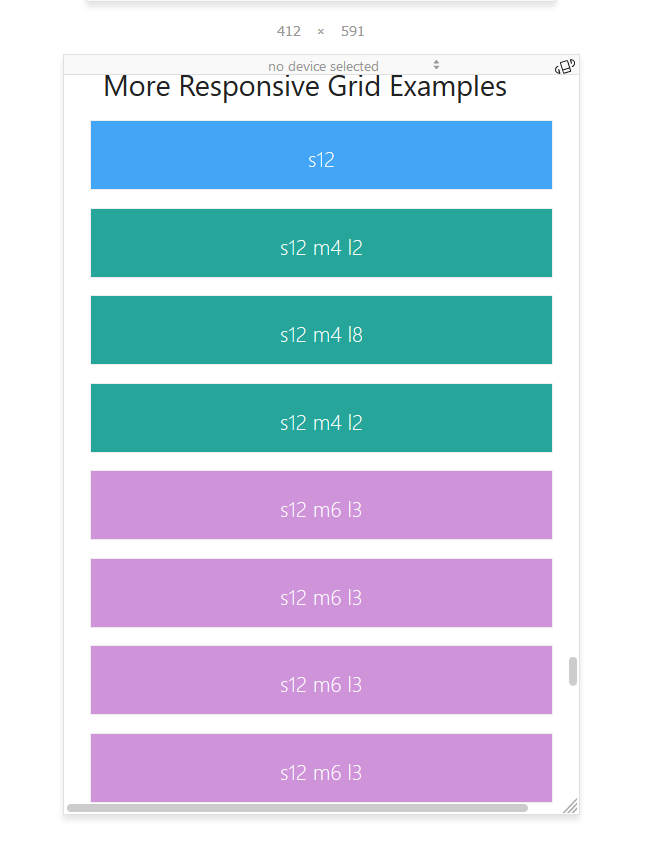 412 × 591
no device selected
More Responsive Grid Examples
s12
s12 m4 l2
s12 m4 l8
s12 m4 l2
s12 m6 l3
s12 m6 l3
s12 m6 l3
s12 m6 l3